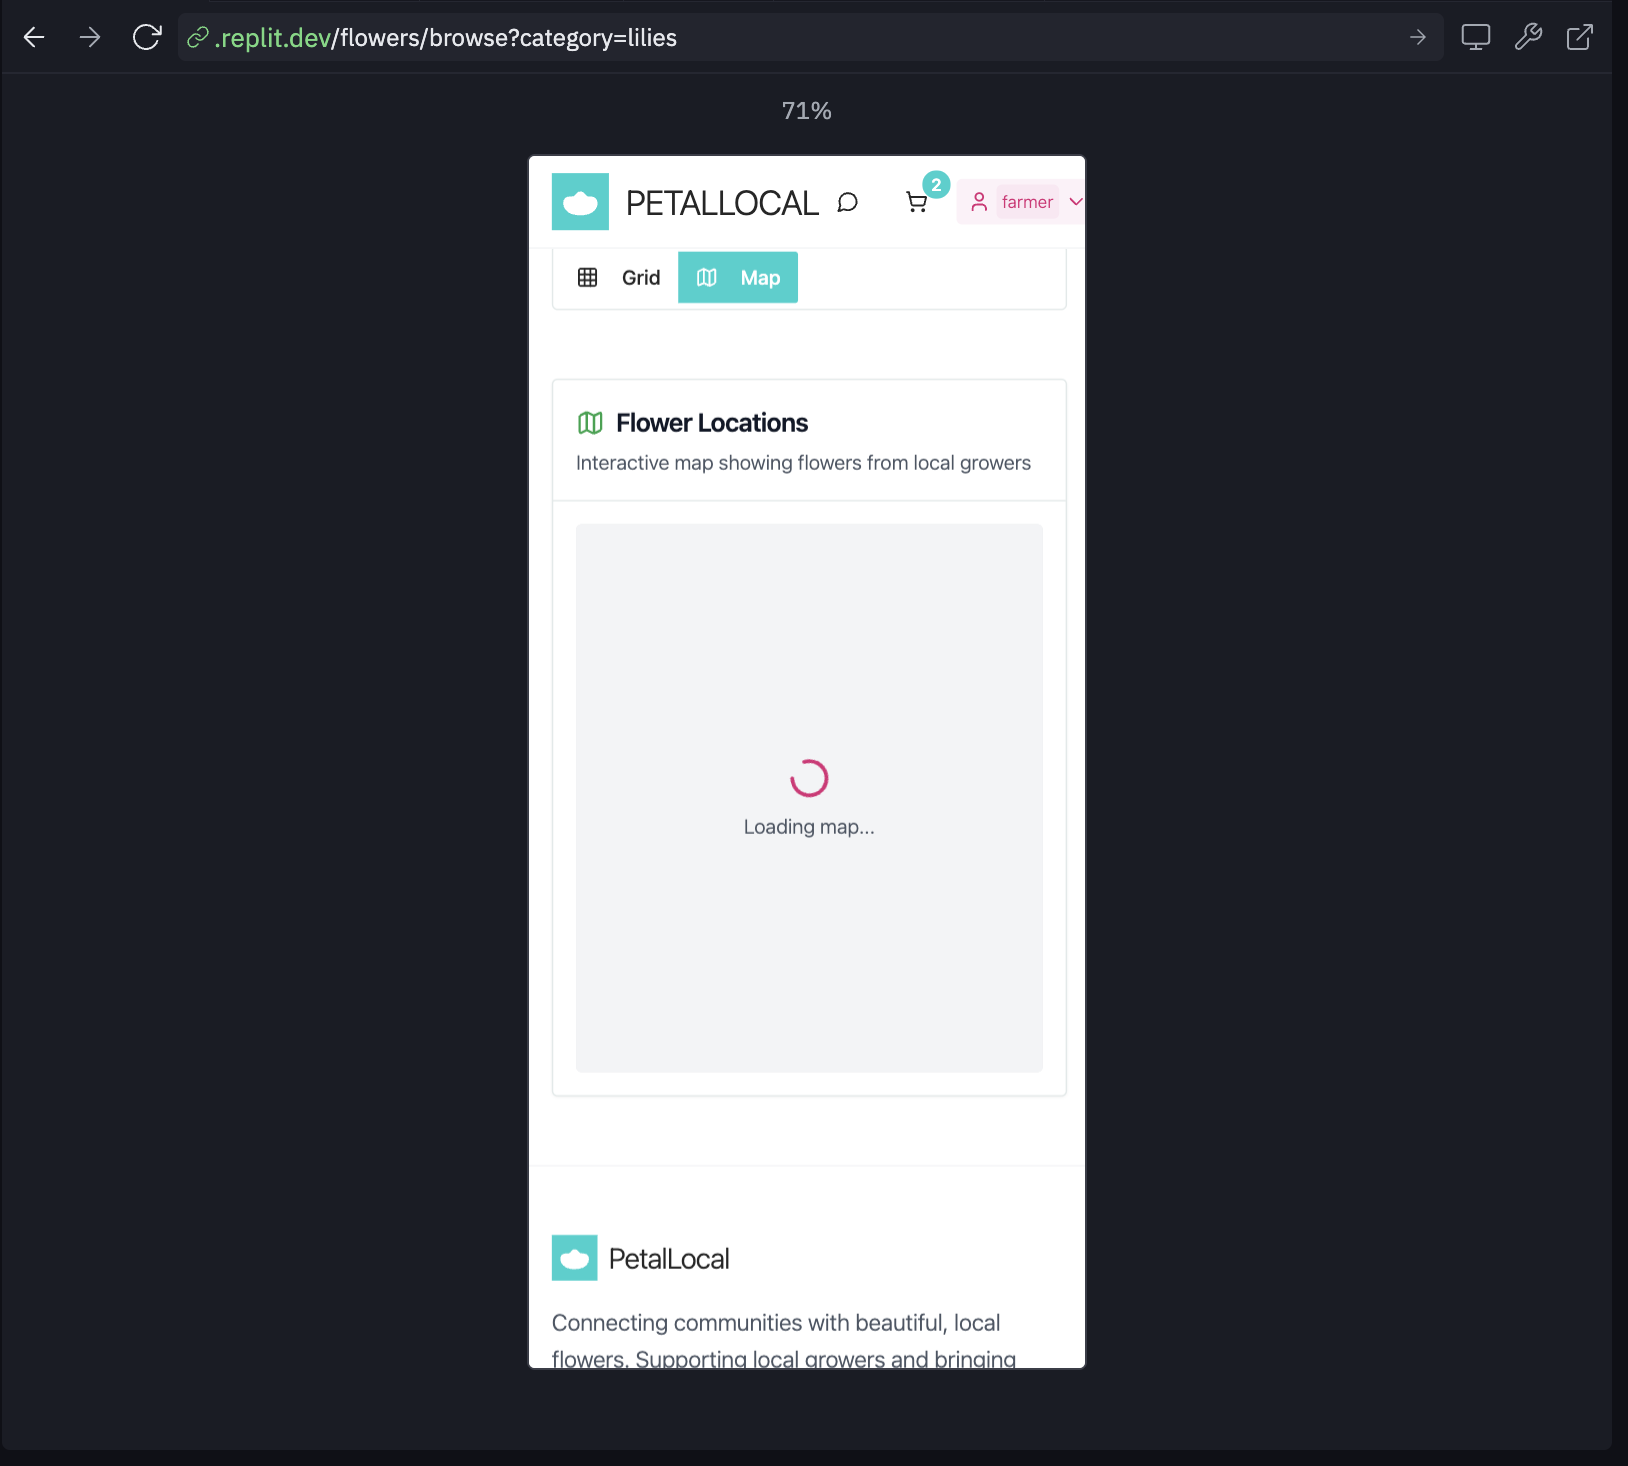 .replit.dev/flowers/browse?category=lilies
71%
PETALLOCAL
2
farmer
Grid
Map
Flower Locations
Interactive map showing flowers from local growers
Loading map...
PetalLocal
Connecting communities with beautiful, local
flowers. Supporting local growers and bringing